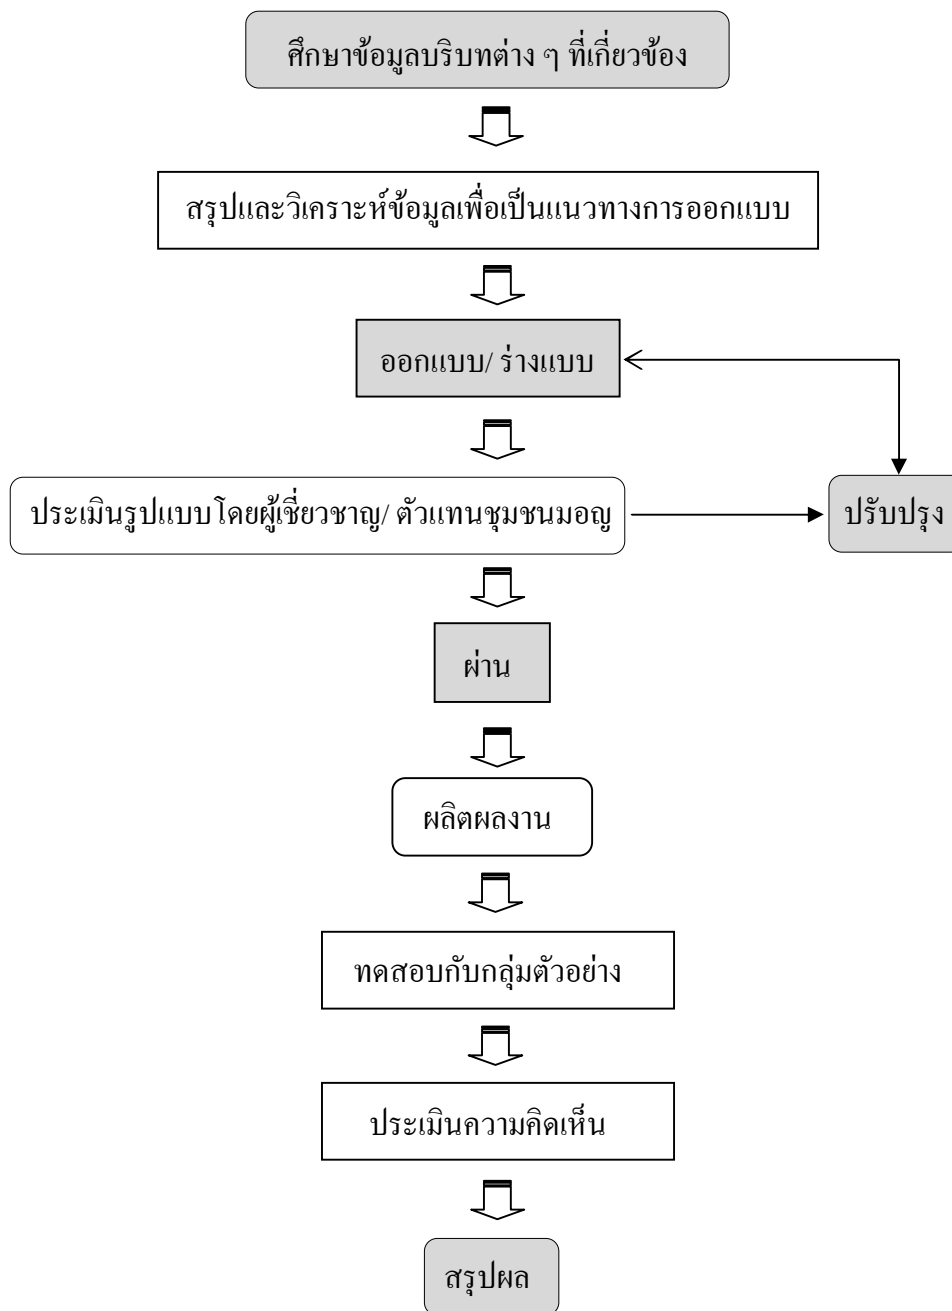 ศึกษาข้อมูลบริบทต่าง ๆ ที่เกี่ยวข้อง
สรุปและวิเคราะห์ข้อมูลเพื่อเป็นแนวทางการออกแบบ
ออกแบบ/ ร่างแบบ
ประเมินรูปแบบโดยผู้เชี่ยวชาญ/ ตัวแทนชุมชนมอญ
ปรับปรุง
ผ่าน
ผลิตผลงาน
ทดสอบกับกลุ่มตัวอย่าง
ประเมินความคิดเห็น
สรุปผล